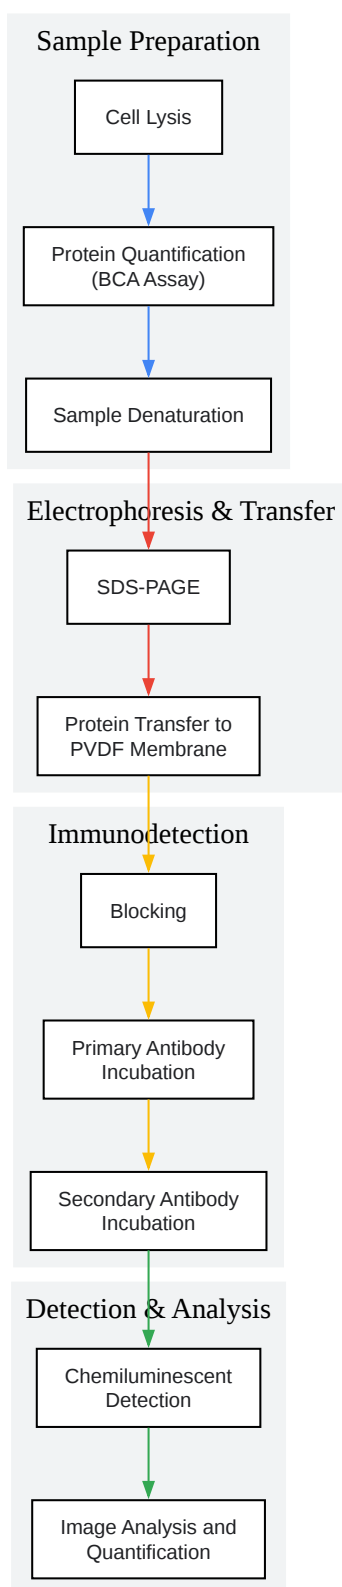 Sample Preparation
Cell Lysis
Protein Quantification
(BCA Assay)
Sample Denaturation
Electrophoresis & Transfer
SDS-PAGE
Protein Transfer to
PVDF Membrane
Immunodetection
Blocking
Primary Antibody
Incubation
Secondary Antibody
Incubation
Detection & Analysis
Chemiluminescent
Detection
Image Analysis and
Quantification